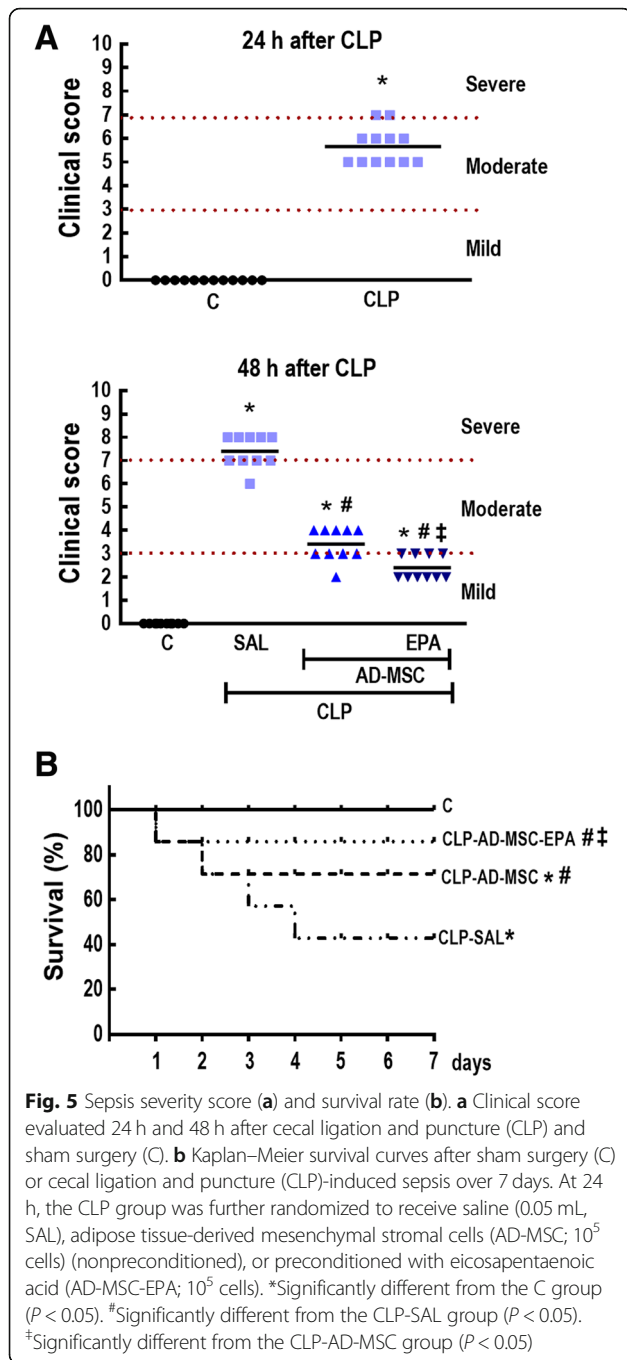 A
24 h after CLP
Clinical score
10
9
8
7
6
5
4
3
2
1
0
*
Severe
Moderate
Mild
C
CLP
48 h after CLP
Clinical score
10
9
8
7
6
5
4
3
2
1
0
*
* #
* # ‡
Severe
Moderate
Mild
C
SAL
EPA
AD-MSC
CLP
B
Survival (%)
100
80
60
40
20
0
C
CLP-AD-MSC-EPA # ‡
CLP-AD-MSC * #
CLP-SAL*
1 2 3 4 5 6 7 days
Fig. 5 Sepsis severity score (a) and survival rate (b). a Clinical score
evaluated 24 h and 48 h after cecal ligation and puncture (CLP) and
sham surgery (C). b Kaplan–Meier survival curves after sham surgery (C)
or cecal ligation and puncture (CLP)-induced sepsis over 7 days. At 24
h, the CLP group was further randomized to receive saline (0.05 mL,
SAL), adipose tissue-derived mesenchymal stromal cells (AD-MSC; 10⁵
cells) (nonpreconditioned), or preconditioned with eicosapentaenoic
acid (AD-MSC-EPA; 10⁵ cells). *Significantly different from the C group
(P < 0.05). #Significantly different from the CLP-SAL group (P < 0.05).
‡Significantly different from the CLP-AD-MSC group (P < 0.05)